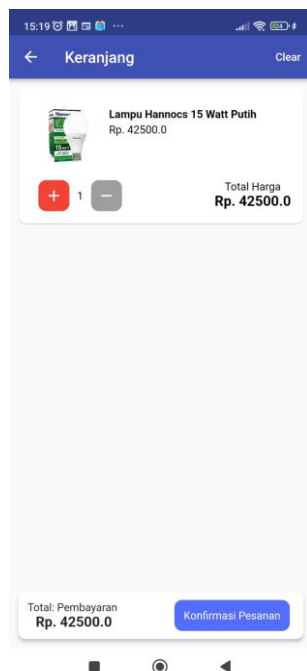 15:19
Keranjang
Clear
Lampu Hannocs 15 Watt Putih
Rp. 42500.0
+ 1 −
Total Harga
Rp. 42500.0
Total: Pembayaran
Rp. 42500.0
Konfirmasi Pesanan